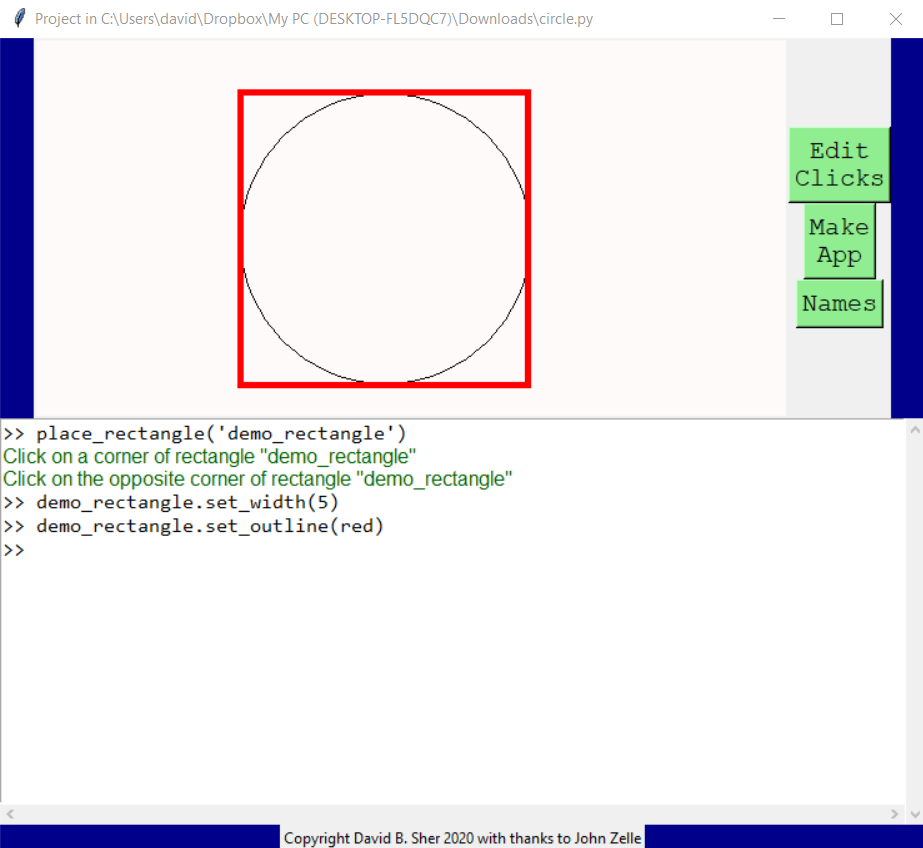 Project in C:\Users\david\Dropbox\My PC (DESKTOP-FL5DQC7)\Downloads\circle.py
Edit
Clicks
Make
App
Names
>> place_rectangle('demo_rectangle')
Click on a corner of rectangle "demo_rectangle"
Click on the opposite corner of rectangle "demo_rectangle"
>> demo_rectangle.set_width(5)
>> demo_rectangle.set_outline(red)
>>
Copyright David B. Sher 2020 with thanks to John Zelle